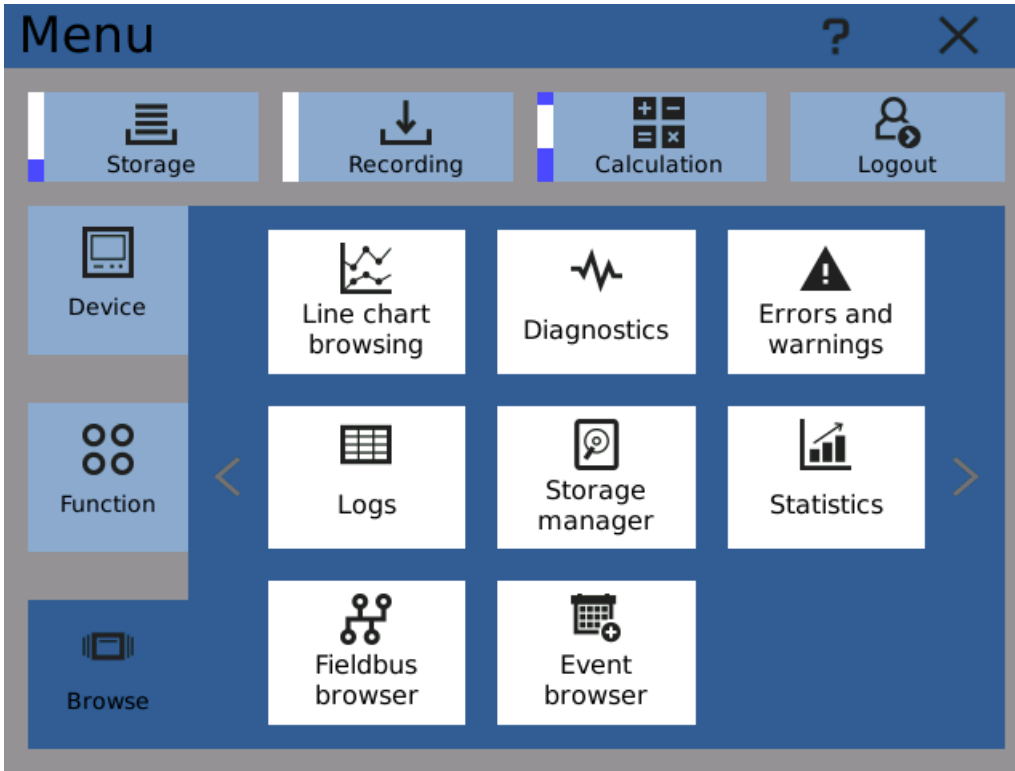 Menu ?
Storage
Recording
Calculation
Logout
Device
Line chart
browsing
Diagnostics
Errors and
warnings
Function
Logs
Storage
manager
Statistics
Browse
Fieldbus
browser
Event
browser